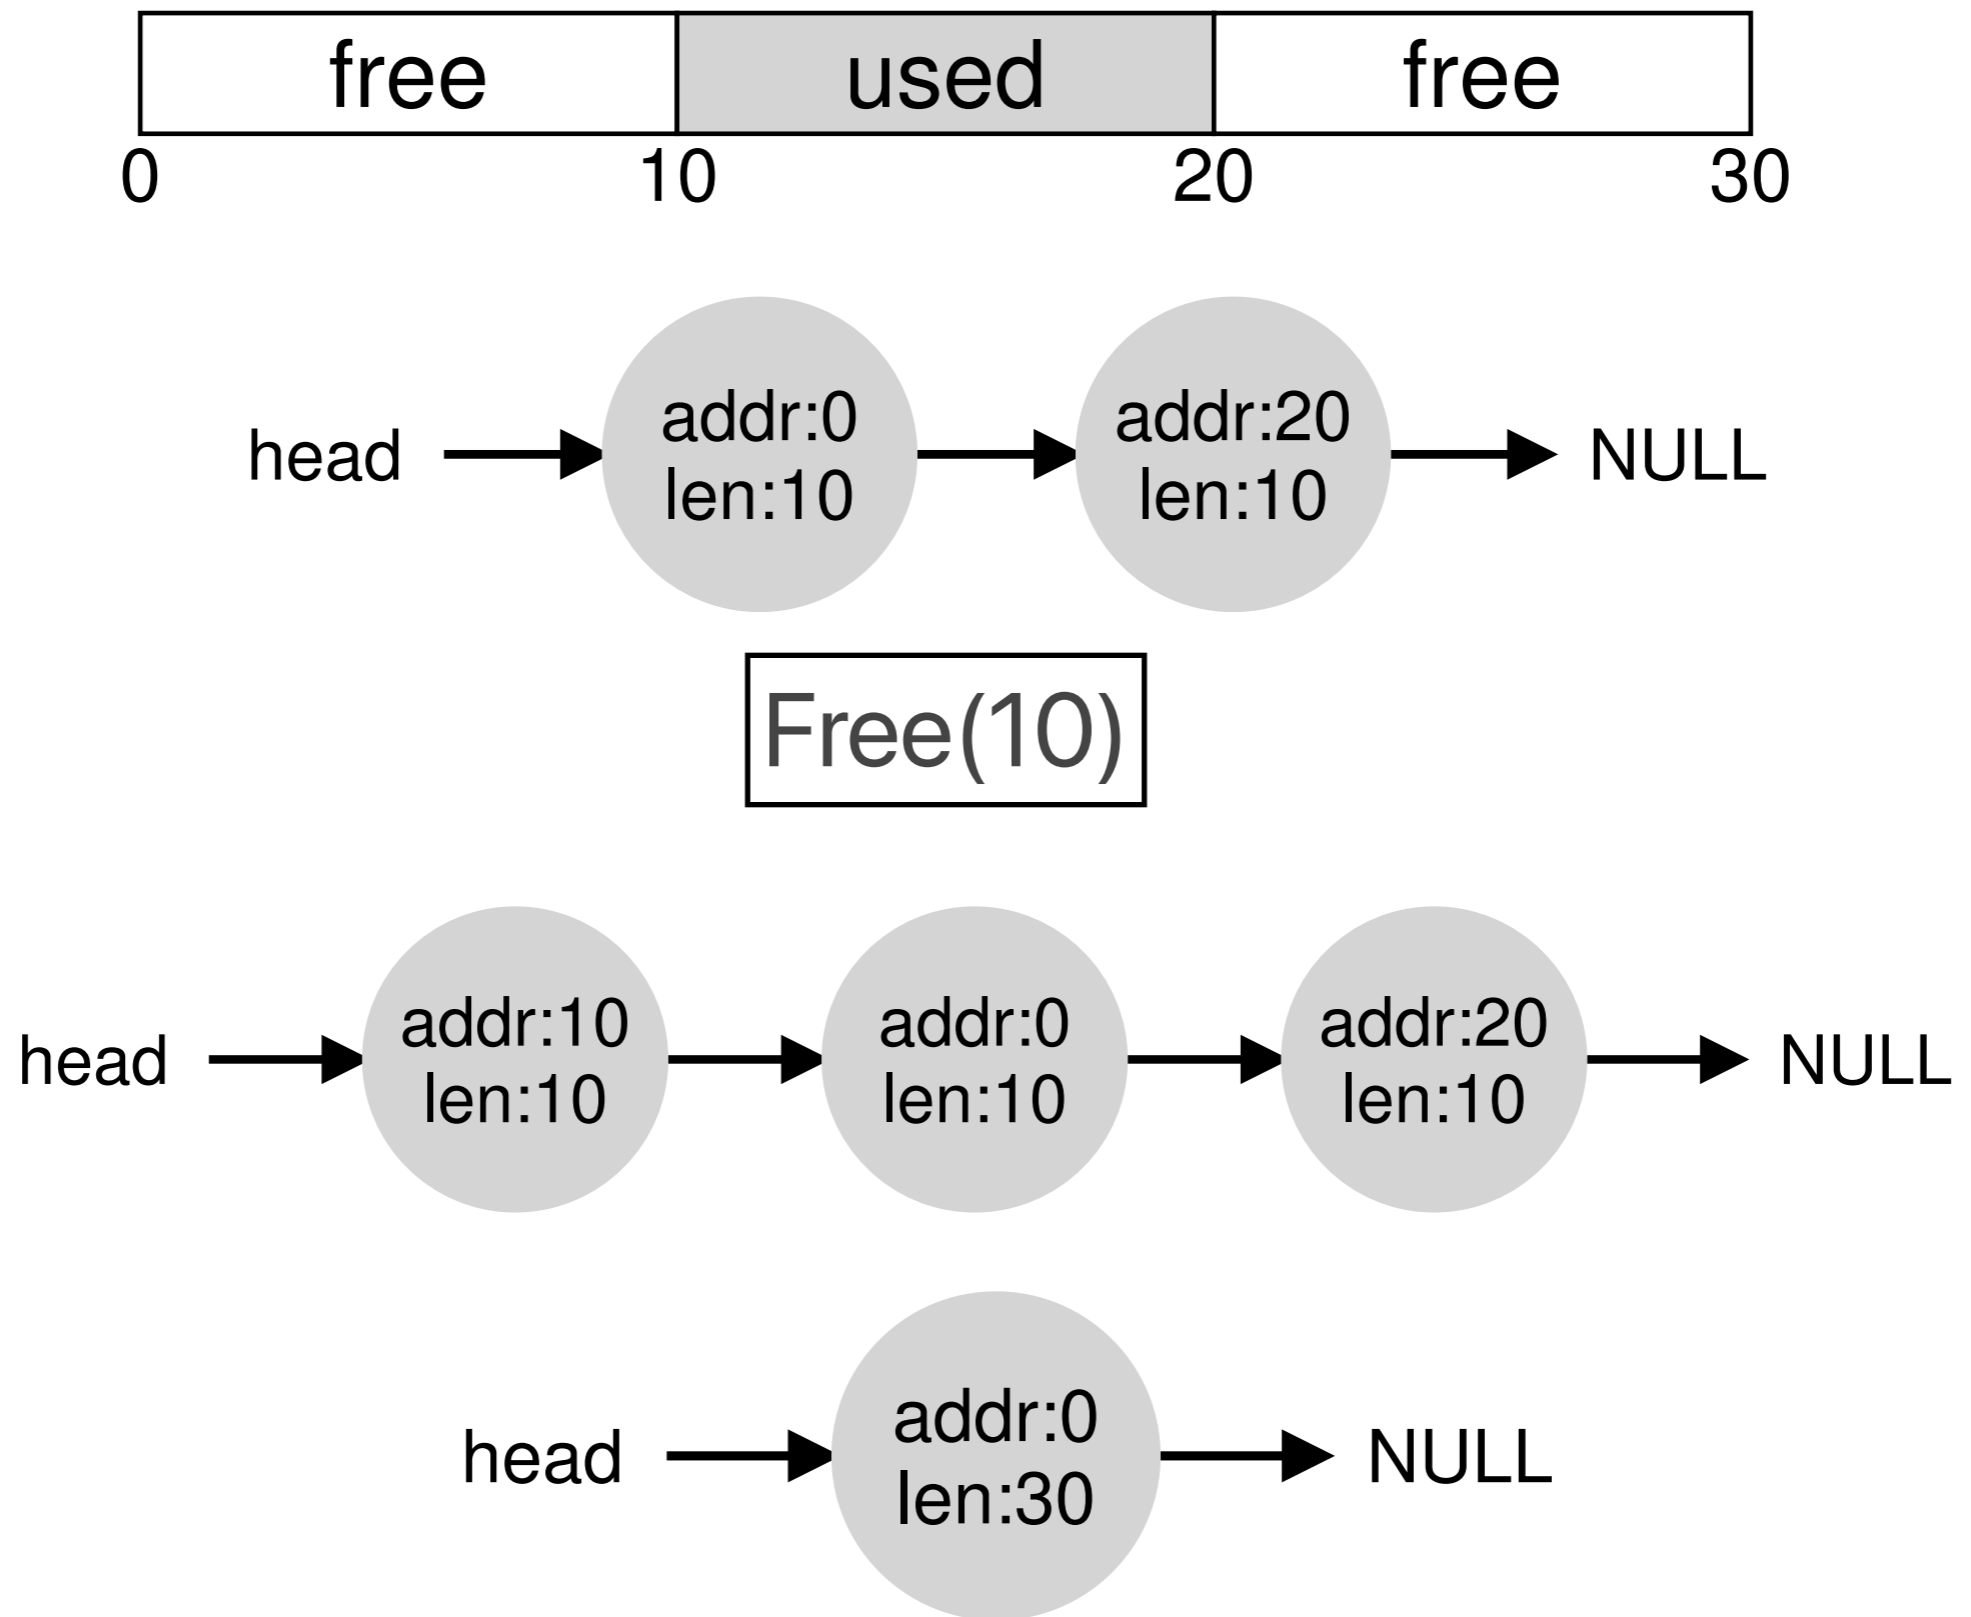 free used free
0 10 20 30
head addr:0 len:10 addr:20 len:10 NULL
Free(10)
head addr:10 len:10 addr:0 len:10 addr:20 len:10 NULL
head addr:0 len:30 NULL